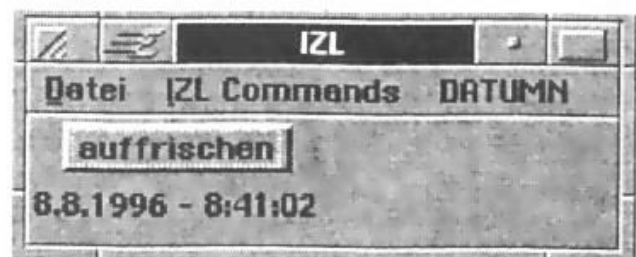 IZL
Datei IZL Commands DATUMN
auffrischen
8.8.1996 - 8:41:02